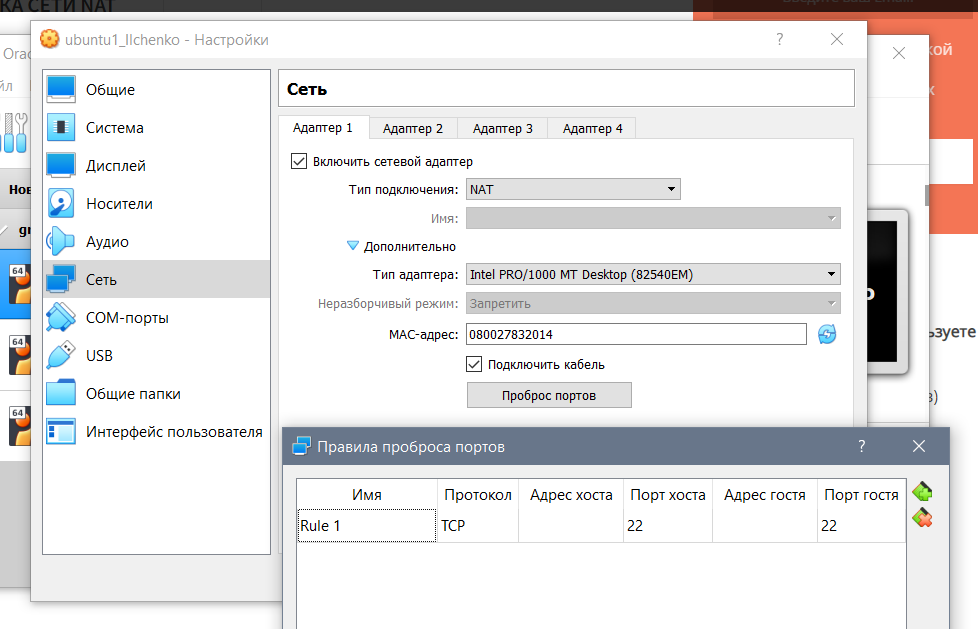 КА СЕТИ NAT
ubuntu1_Ilchenko - Настройки
?
Orac
кой
йл
х
Общие
Система
Дисплей
Носители
Аудио
Сеть
COM-порты
USB
Общие папки
Интерфейс пользователя
Нов
gr
64
64
64
Сеть
Адаптер 1
Адаптер 2
Адаптер 3
Адаптер 4
Включить сетевой адаптер
Тип подключения: NAT
Имя:
Дополнительно
Тип адаптера: Intel PRO/1000 MT Desktop (82540EM)
Неразборчивый режим: Запретить
MAC-адрес: 080027832014
Подключить кабель
Проброс портов
ьзуете
в)
Правила проброса портов
?
Имя Протокол Адрес хоста Порт хоста Адрес гостя Порт гостя
Rule 1 TCP 22 22